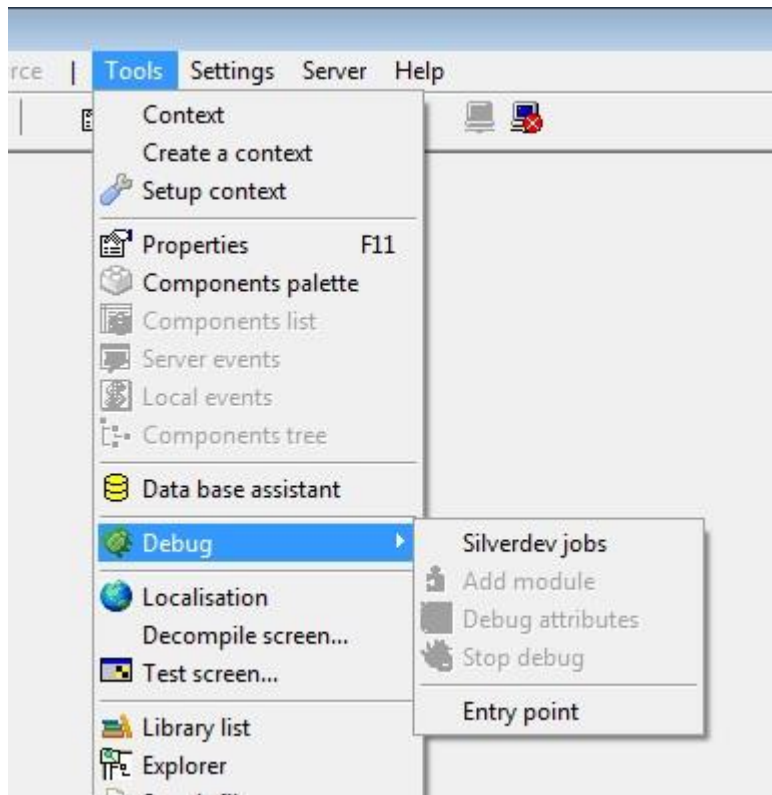 rce | Tools Settings Server Help
Context
Create a context
Setup context
Properties F11
Components palette
Components list
Server events
Local events
Components tree
Data base assistant
Debug
Silverdev jobs
Add module
Debug attributes
Stop debug
Entry point
Localisation
Decompile screen...
Test screen...
Library list
Explorer